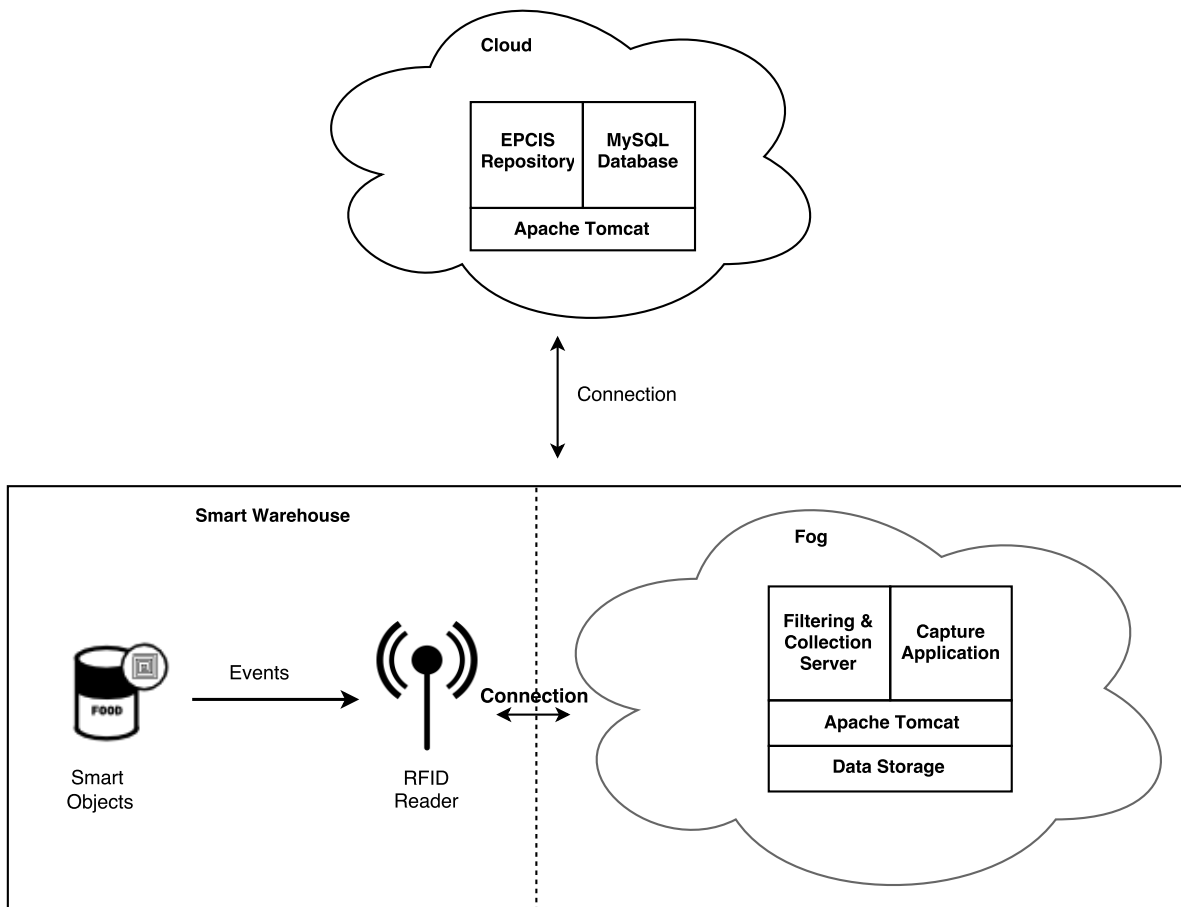 Cloud
EPCIS
Repository
MySQL
Database
Apache Tomcat
Connection
Smart Warehouse
Fog
Filtering &
Collection
Server
Capture
Application
Events
Connection
FOOD
Apache Tomcat
Data Storage
Smart
Objects
RFID
Reader